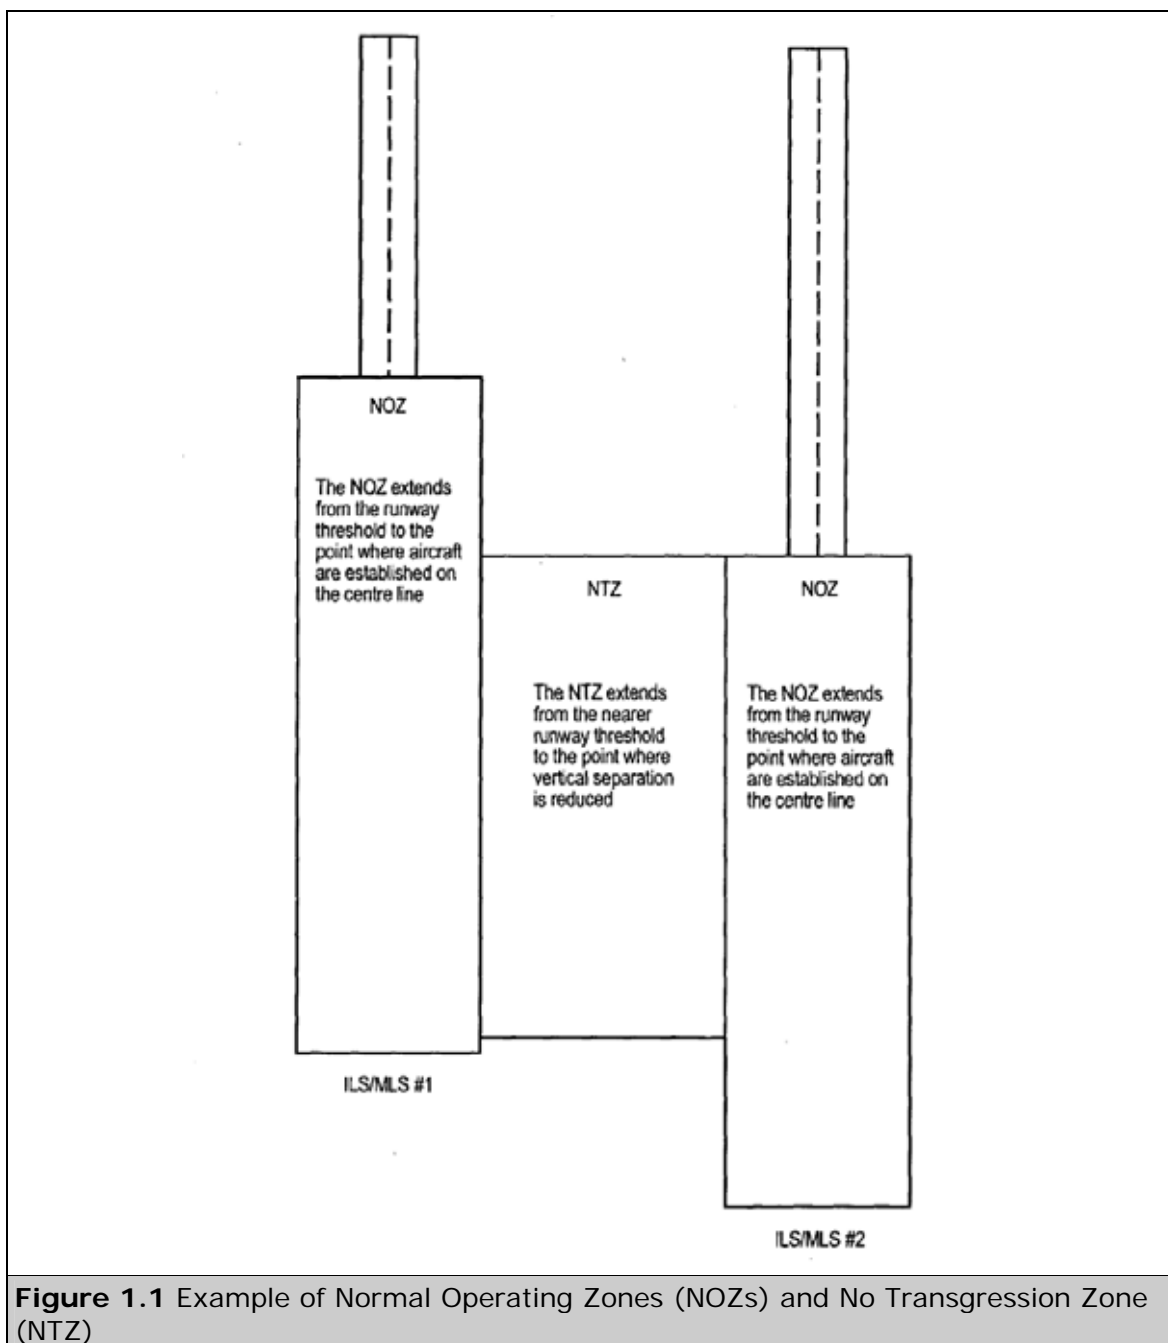 NOZ
The NOZ extends
from the runway
threshold to the
point where aircraft
are established on
the centre line
NTZ
The NTZ extends
from the nearer
runway threshold
to the point where
vertical separation
is reduced
NOZ
The NOZ extends
from the runway
threshold to the
point where aircraft
are established on
the centre line
ILS/MLS #1
ILS/MLS #2
Figure 1.1 Example of Normal Operating Zones (NOZs) and No Transgression Zone
(NTZ)